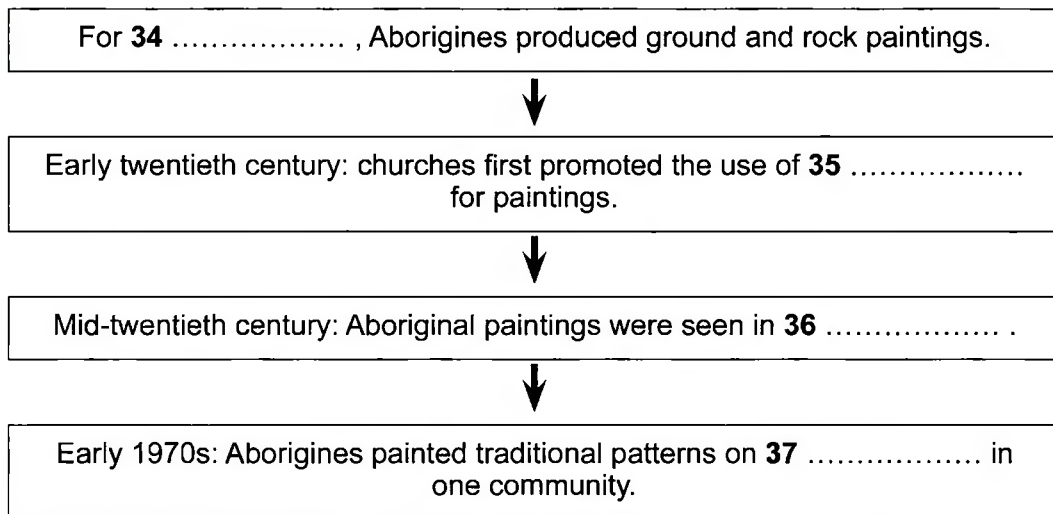 For 34 ..................., Aborigines produced ground and rock paintings.
Early twentieth century: churches first promoted the use of 35 ...................
for paintings.
Mid-twentieth century: Aboriginal paintings were seen in 36 ................... .
Early 1970s: Aborigines painted traditional patterns on 37 ................... in
one community.